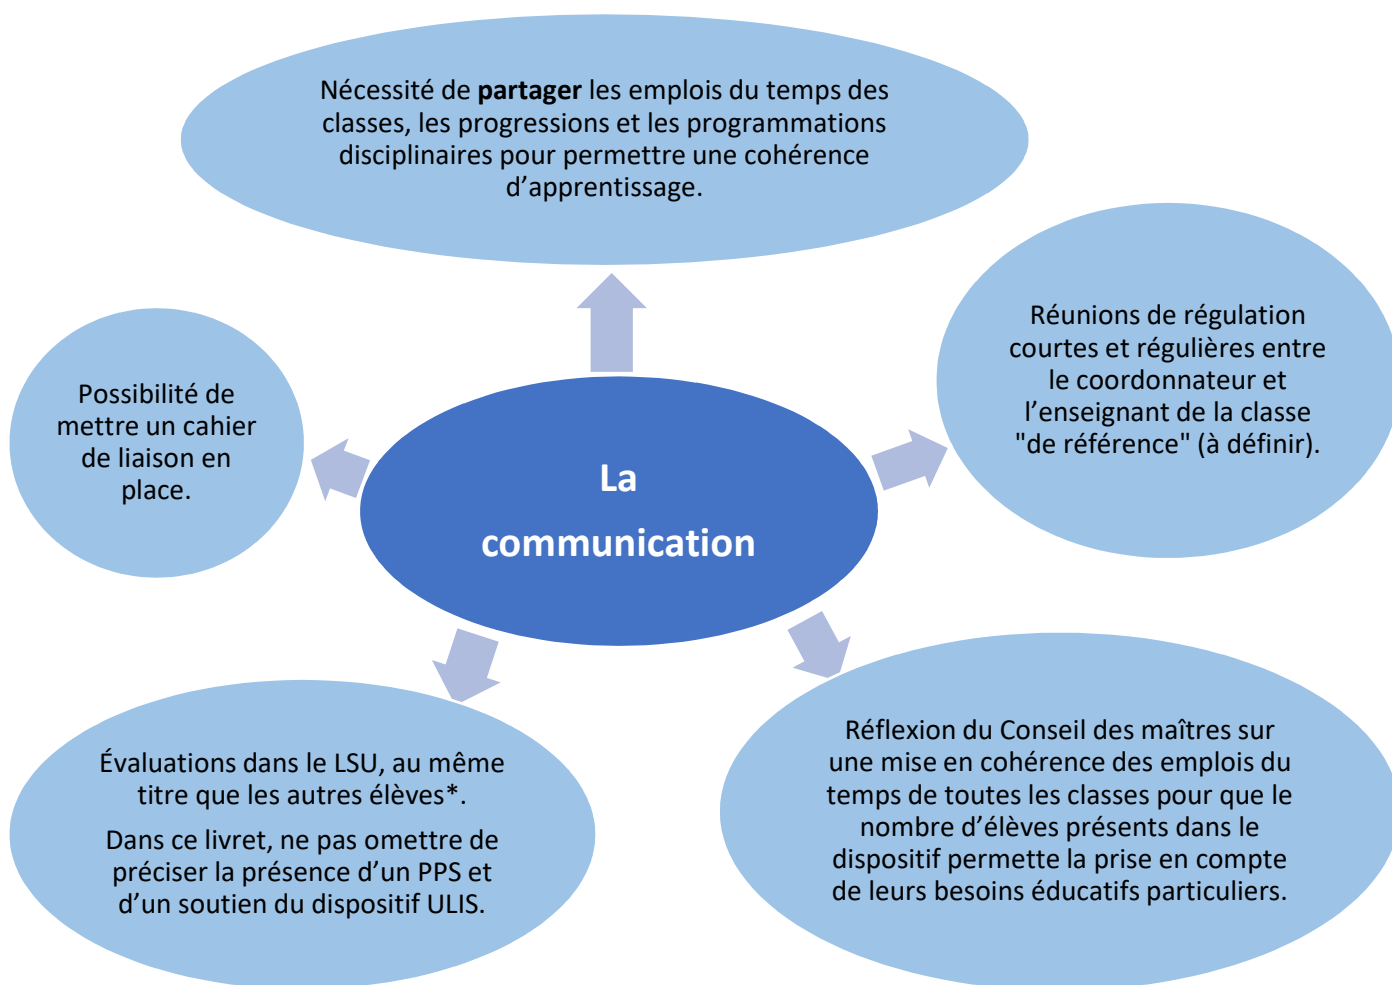 Nécessité de partager les emplois du temps des
classes, les progressions et les programmations
disciplinaires pour permettre une cohérence
d’apprentissage.
Réunions de régulation
courtes et régulières entre
le coordonnateur et
l’enseignant de la classe
"de référence" (à définir).
Possibilité de
mettre un cahier
de liaison en
place.
La
communication
Évaluations dans le LSU, au même
titre que les autres élèves*.
Dans ce livret, ne pas omettre de
préciser la présence d’un PPS et
d’un soutien du dispositif ULIS.
Réflexion du Conseil des maîtres sur
une mise en cohérence des emplois du
temps de toutes les classes pour que le
nombre d’élèves présents dans le
dispositif permette la prise en compte
de leurs besoins éducatifs particuliers.